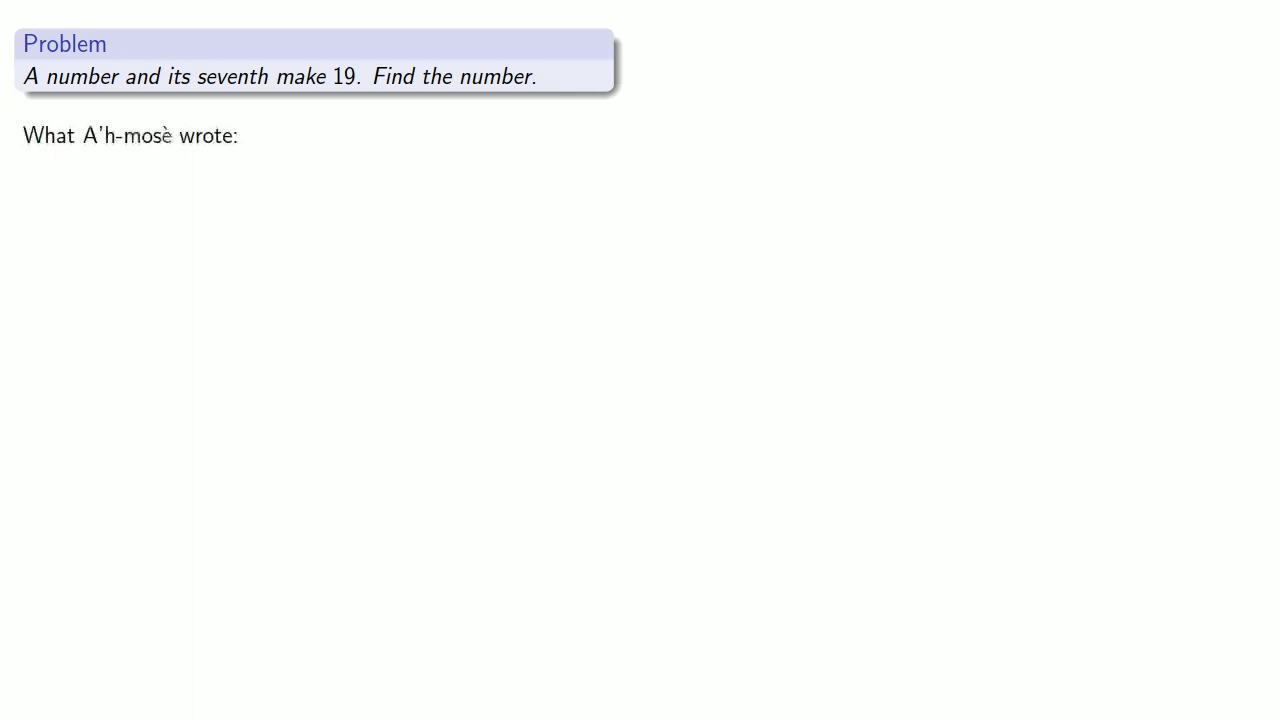 Problem
A number and its seventh make 19. Find the number.
What A'h-mosè wrote: